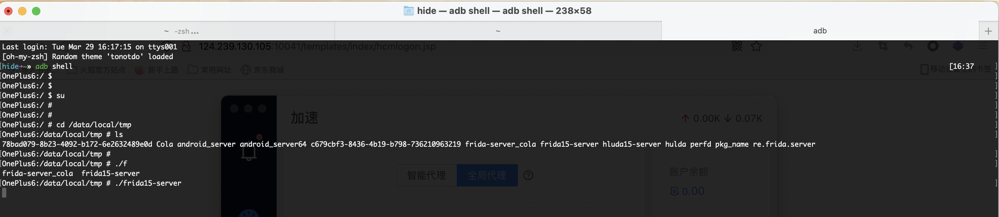 hide — adb shell — adb shell — 238×58
~ -zsh... ~ adb
124.239.130.105:10041/templates/index/hcmlogon.jsp
Last login: Tue Mar 29 16:17:15 on ttys001
[oh-my-zsh] Random theme 'tonotdo' loaded
[hide→~» adb shell [16:37 ]
火狐官方站点 新手上路 常用网址 京东商城 移动设备上的书签
[OnePlus6:/ $ ]
[OnePlus6:/ $ ]
[OnePlus6:/ $ su ]
[OnePlus6:/ # ]
[OnePlus6:/ # ]
加速 ↑ 0.00K ↓ 0.07K
[OnePlus6:/ # cd /data/local/tmp ]
[OnePlus6:/data/local/tmp # ls ]
78bad079-8b23-4092-b172-6e2632489e0d Cola android_server android_server64 c679cbf3-8436-4b19-b798-736210963219 frida-server_cola frida15-server hluda15-server hulda perfd pkg_name re.frida.server
[OnePlus6:/data/local/tmp # ]
[OnePlus6:/data/local/tmp # ./f ]
frida-server_cola frida15-server
智能代理 全局代理 ? 账户余额
[OnePlus6:/data/local/tmp # ./frida15-server ]
¥ 0.00